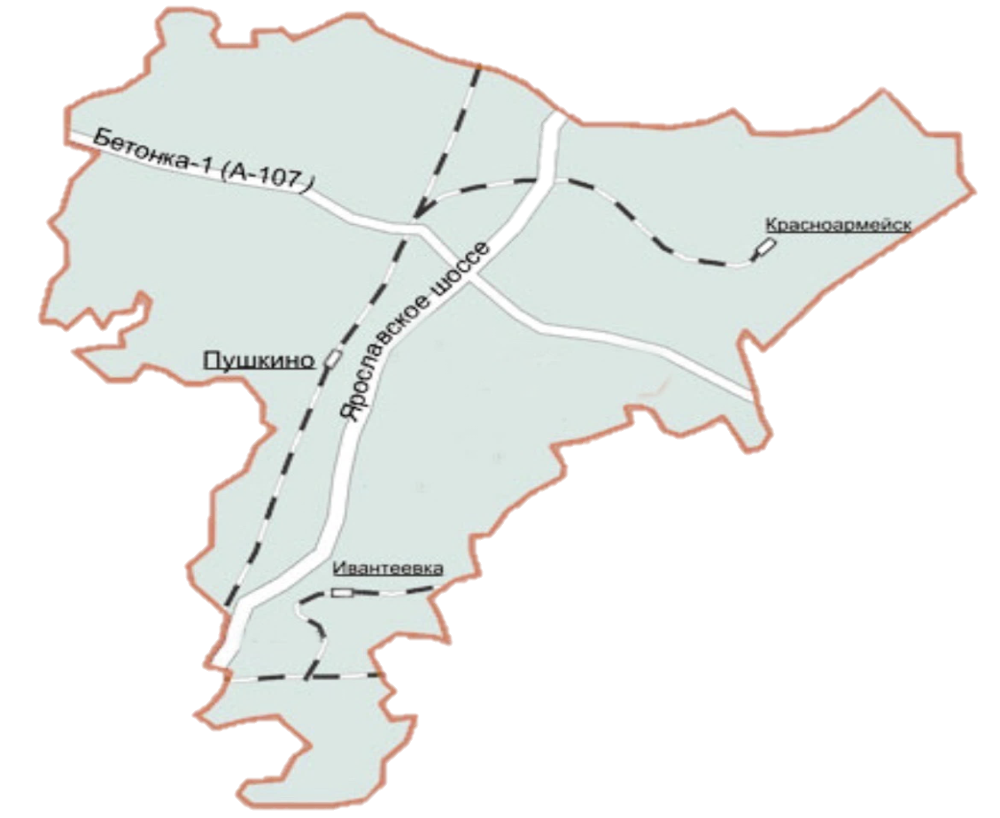 Бетонка-1 (А-107)
Красноармейск
Ярославское шоссе
Пушкино
Ивантеевка